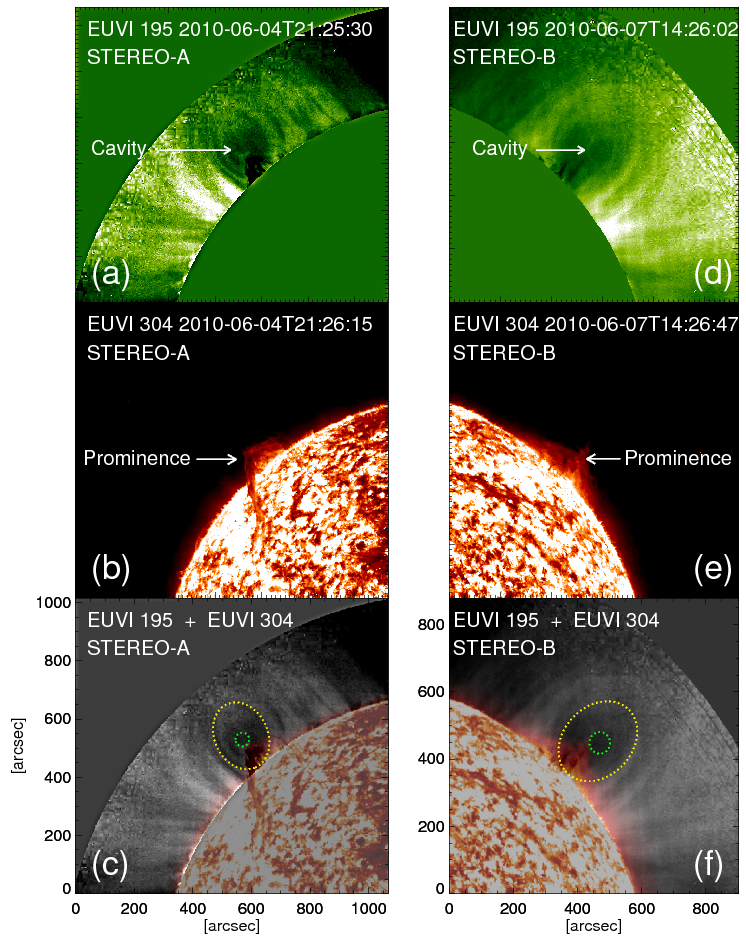 EUVI 195 2010-06-04T21:25:30
STEREO-A
Cavity
(a)
EUVI 195 2010-06-07T14:26:02
STEREO-B
Cavity
(d)
EUVI 304 2010-06-04T21:26:15
STEREO-A
Prominence
(b)
EUVI 304 2010-06-07T14:26:47
STEREO-B
Prominence
(e)
EUVI 195 + EUVI 304
STEREO-A
(c)
1000
800
600
400
200
0
[arcsec]
0 200 400 600 800 1000
[arcsec]
EUVI 195 + EUVI 304
STEREO-B
(f)
800
600
400
200
0
0 200 400 600 800
[arcsec]